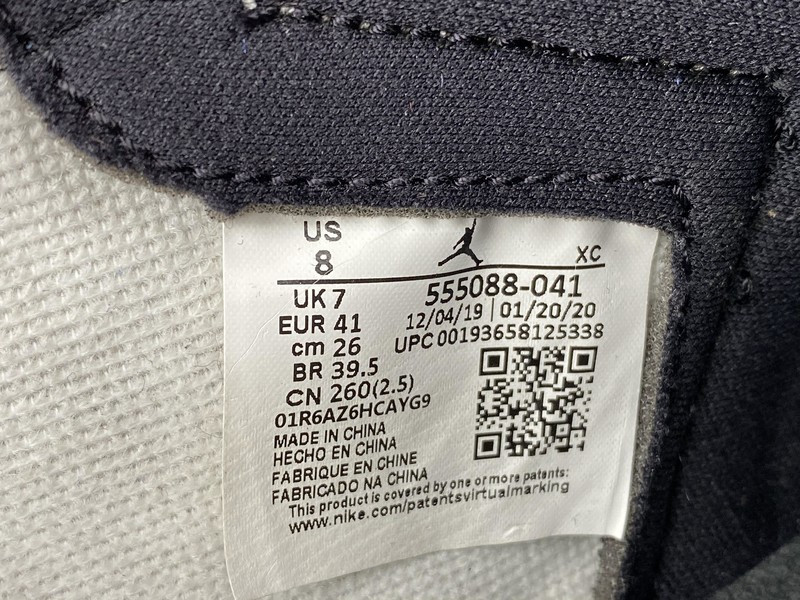 US
8
XC
UK 7
555088-041
EUR 41
12/04/19 | 01/20/20
cm 26
UPC 00193658125338
BR 39.5
CN 260(2.5)
01R6AZ6HCAYG9
MADE IN CHINA
HECHO EN CHINA
FABRIQUE EN CHINE
FABRICADO NA CHINA
This product is covered by one or more patents:
www.nike.com/patentsvirtualmarking